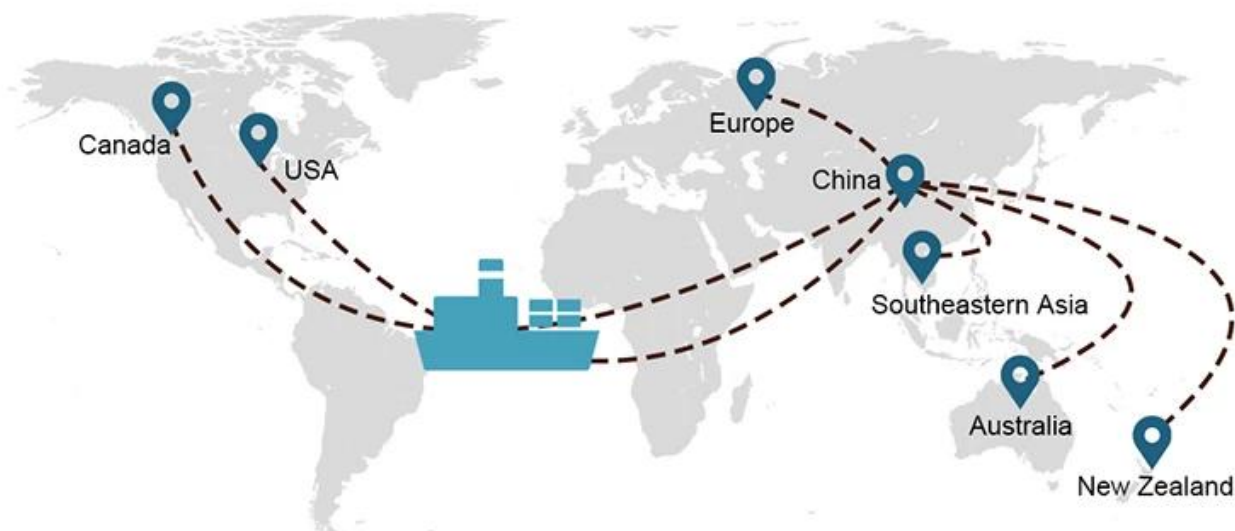 Canada
USA
Europe
China
Southeastern Asia
Australia
New Zealand